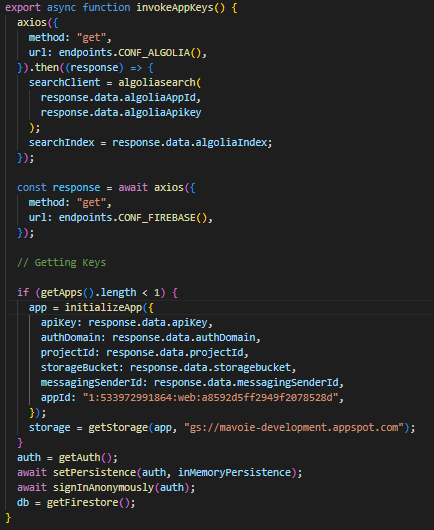 export async function invokeAppKeys() {
  axios({
    method: "get",
    url: endpoints.CONF_ALGOLIA(),
  }).then((response) => {
    searchClient = algoliasearch(
      response.data.algoliaAppId,
      response.data.algoliaApikey
    );
    searchIndex = response.data.algoliaIndex;
  });

  const response = await axios({
    method: "get",
    url: endpoints.CONF_FIREBASE(),
  });

  // Getting Keys

  if (getApps().length < 1) {
    app = initializeApp({
      apiKey: response.data.apiKey,
      authDomain: response.data.authDomain,
      projectId: response.data.projectId,
      storageBucket: response.data.storagebucket,
      messagingSenderId: response.data.messagingSenderId,
      appId: "1:533972991864:web:a8592d5ff2949f2078528d",
    });
    storage = getStorage(app, "gs://mavoie-development.appspot.com");
  }
  auth = getAuth();
  await setPersistence(auth, inMemoryPersistence);
  await signInAnonymously(auth);
  db = getFirestore();
}